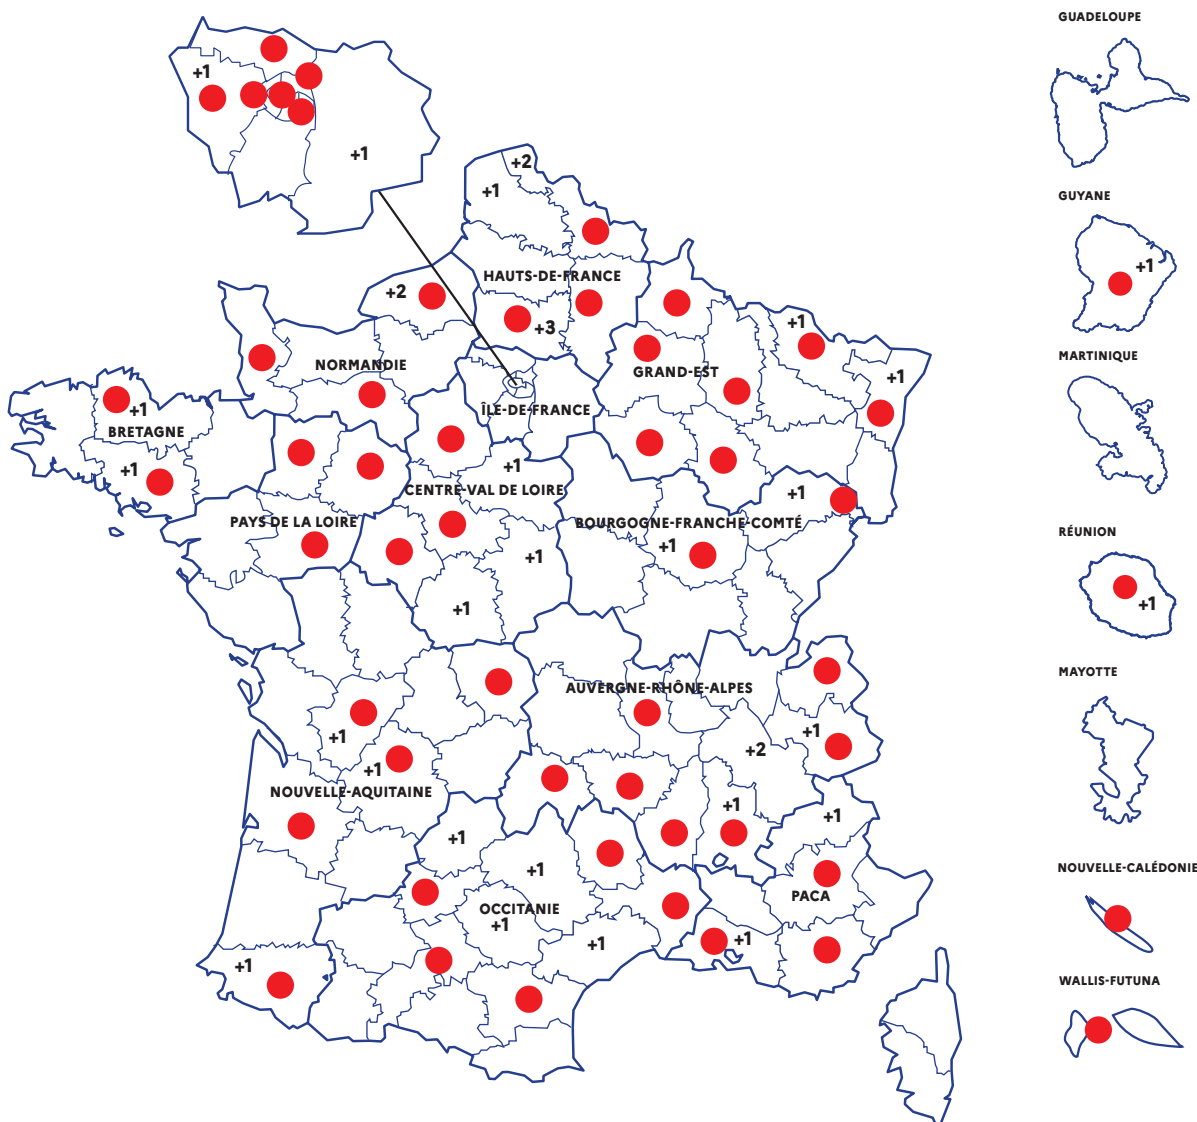 GUADELOUPE
+1
+1
+2
+1
GUYANE
+1
HAUTS-DE-FRANCE
+2
+3
+1
MARTINIQUE
NORMANDIE
GRAND-EST
+1
ÎLE-DE-FRANCE
+1
BRETAGNE
+1
+1
CENTRE-VAL DE LOIRE
+1
PAYS DE LA LOIRE
BOURGOGNE-FRANCHE-COMTÉ
RÉUNION
+1
+1
+1
+1
MAYOTTE
AUVERGNE-RHÔNE-ALPES
+1
+1
+2
+1
NOUVELLE-AQUITAINE
+1
+1
+1
+1
NOUVELLE-CALÉDONIE
PACA
OCCITANIE
+1
+1
+1
+1
WALLIS-FUTUNA